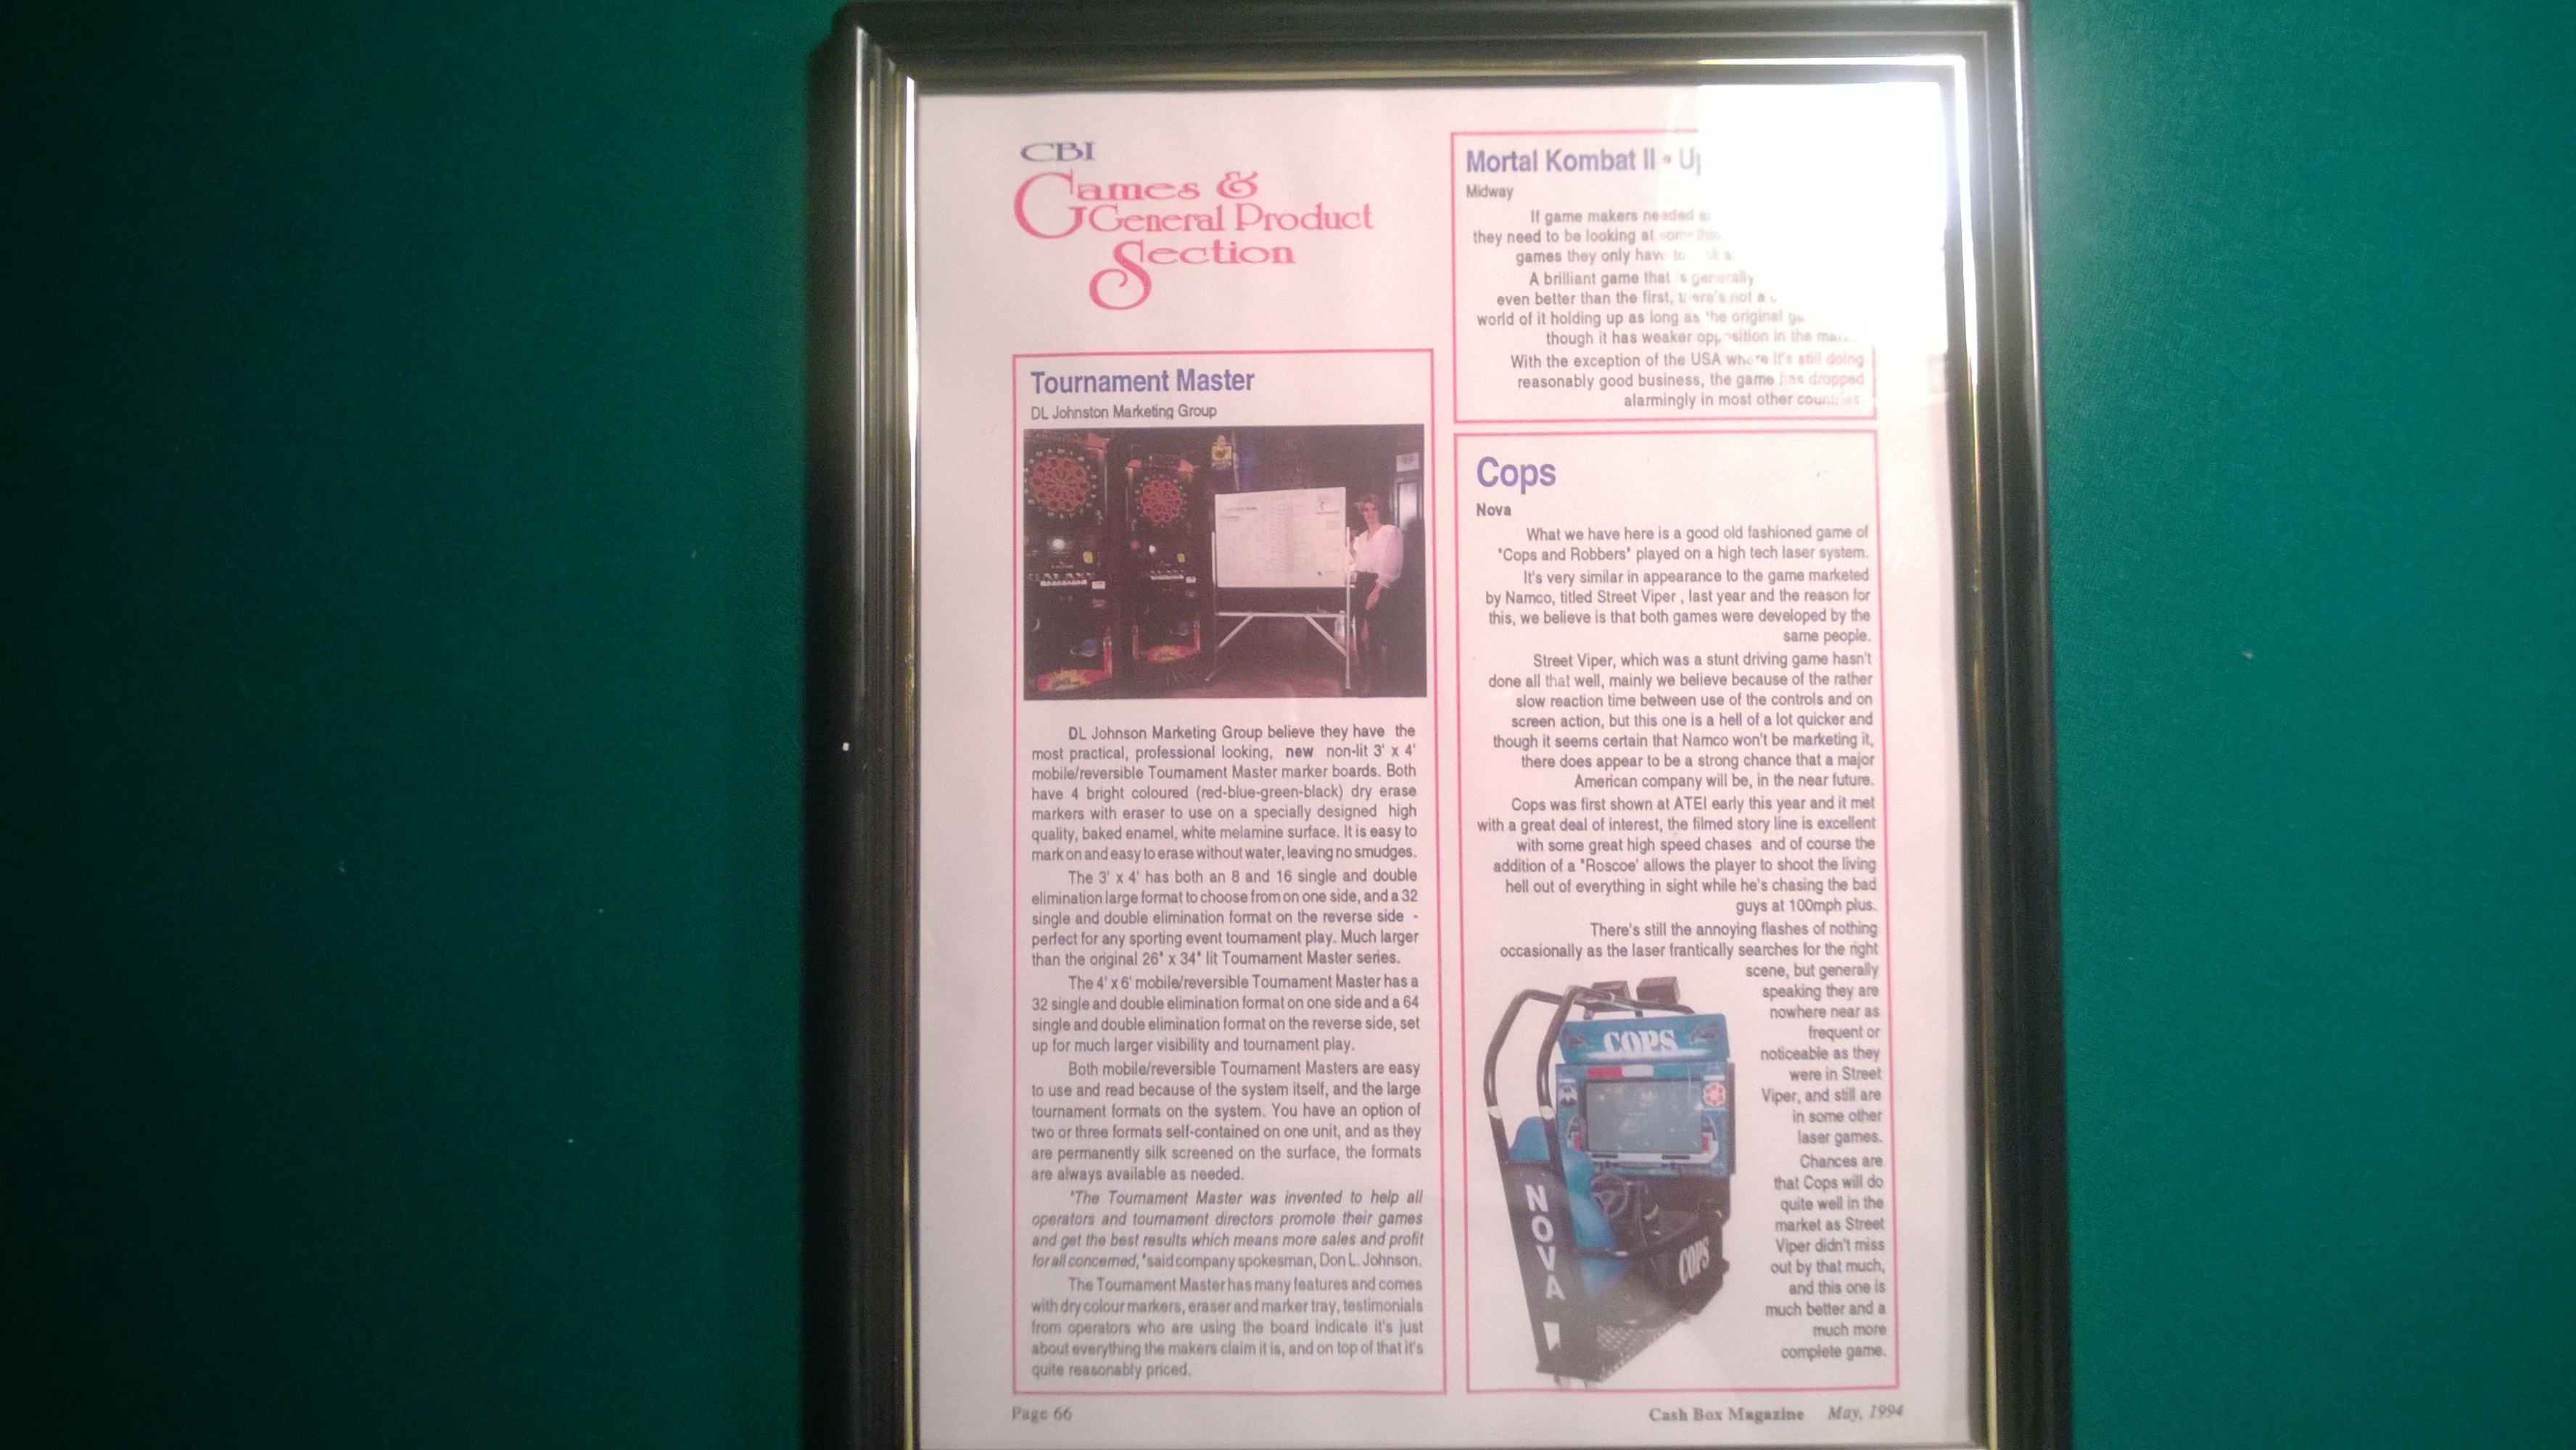 CBI
Games &
General Product
Section
Tournament Master
DL Johnston Marketing Group
DL Johnson Marketing Group believe they have the
most practical, professional looking, new non-lit 3' x 4'
mobile/reversible Tournament Master marker boards. Both
have 4 bright coloured (red-blue-green-black) dry erase
markers with eraser to use on a specially designed high
quality, baked enamel, white melamine surface. It is easy to
mark on and easy to erase without water, leaving no smudges.
The 3' x 4' has both an 8 and 16 single and double
elimination large format to choose from on one side, and a 32
single and double elimination format on the reverse side -
perfect for any sporting event tournament play. Much larger
than the original 26" x 34" lit Tournament Master series.
The 4' x 6' mobile/reversible Tournament Master has a
32 single and double elimination format on one side and a 64
single and double elimination format on the reverse side, set
up for much larger visibility and tournament play.
Both mobile/reversible Tournament Masters are easy
to use and read because of the system itself, and the large
tournament formats on the system. You have an option of
two or three formats self-contained on one unit, and as they
are permanently silk screened on the surface, the formats
are always available as needed.
"The Tournament Master was invented to help all
operators and tournament directors promote their games
and get the best results which means more sales and profit
for all concerned, "said company spokesman, Don L. Johnson.
The Tournament Master has many features and comes
with dry colour markers, eraser and marker tray, testimonials
from operators who are using the board indicate it's just
about everything the makers claim it is, and on top of that it's
quite reasonably priced.
Mortal Kombat II •
Midway
If game makers needed
they need to be looking at
games they only have to
A brilliant game that is generally
even better than the first, there's not a
world of it holding up as long as the original
though it has weaker opposition in the
With the exception of the USA where it's still doing
reasonably good business, the game has dropped
alarmingly in most other countries
Cops
Nova
What we have here is a good old fashioned game of
"Cops and Robbers" played on a high tech laser system.
It's very similar in appearance to the game marketed
by Namco, titled Street Viper , last year and the reason for
this, we believe is that both games were developed by the
same people.
Street Viper, which was a stunt driving game hasn't
done all that well, mainly we believe because of the rather
slow reaction time between use of the controls and on
screen action, but this one is a hell of a lot quicker and
though it seems certain that Namco won't be marketing it,
there does appear to be a strong chance that a major
American company will be, in the near future.
Cops was first shown at ATEI early this year and it met
with a great deal of interest, the filmed story line is excellent
with some great high speed chases and of course the
addition of a "Roscoe' allows the player to shoot the living
hell out of everything in sight while he's chasing the bad
guys at 100mph plus.
There's still the annoying flashes of nothing
occasionally as the laser frantically searches for the right
scene, but generally
speaking they are
nowhere near as
frequent or
noticeable as they
were in Street
Viper, and still are
in some other
laser games.
Chances are
that Cops will do
quite well in the
market as Street
Viper didn't miss
out by that much,
and this one is
much better and a
much more
complete game.
COPS
NOVA
COPS
Page 66
Cash Box Magazine May, 1994